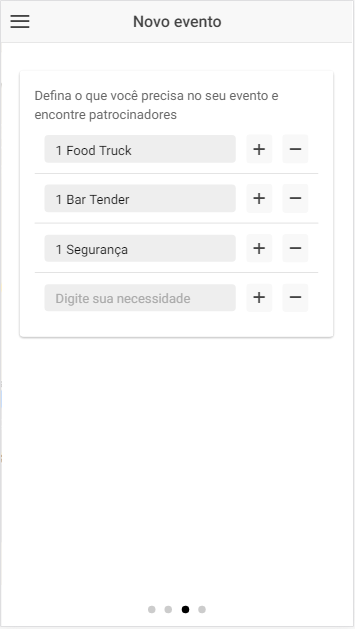 Novo evento
Defina o que você precisa no seu evento e
encontre patrocinadores
1 Food Truck
1 Bar Tender
1 Segurança
Digite sua necessidade